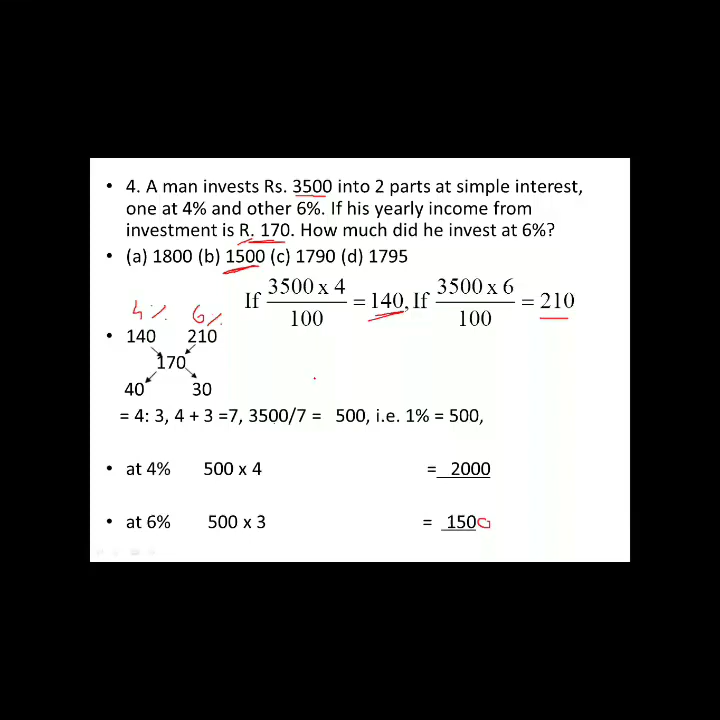 • 4. A man invests Rs. 3500 into 2 parts at simple interest,
one at 4% and other 6%. If his yearly income from
investment is R. 170. How much did he invest at 6%?
• (a) 1800 (b) 1500 (c) 1790 (d) 1795
If 3500 x 4 / 100 = 140, If 3500 x 6 / 100 = 210
4% 6%
• 140 210
170
40 30
= 4: 3, 4 + 3 =7, 3500/7 = 500, i.e. 1% = 500,
• at 4% 500 x 4 = 2000
• at 6% 500 x 3 = 1500